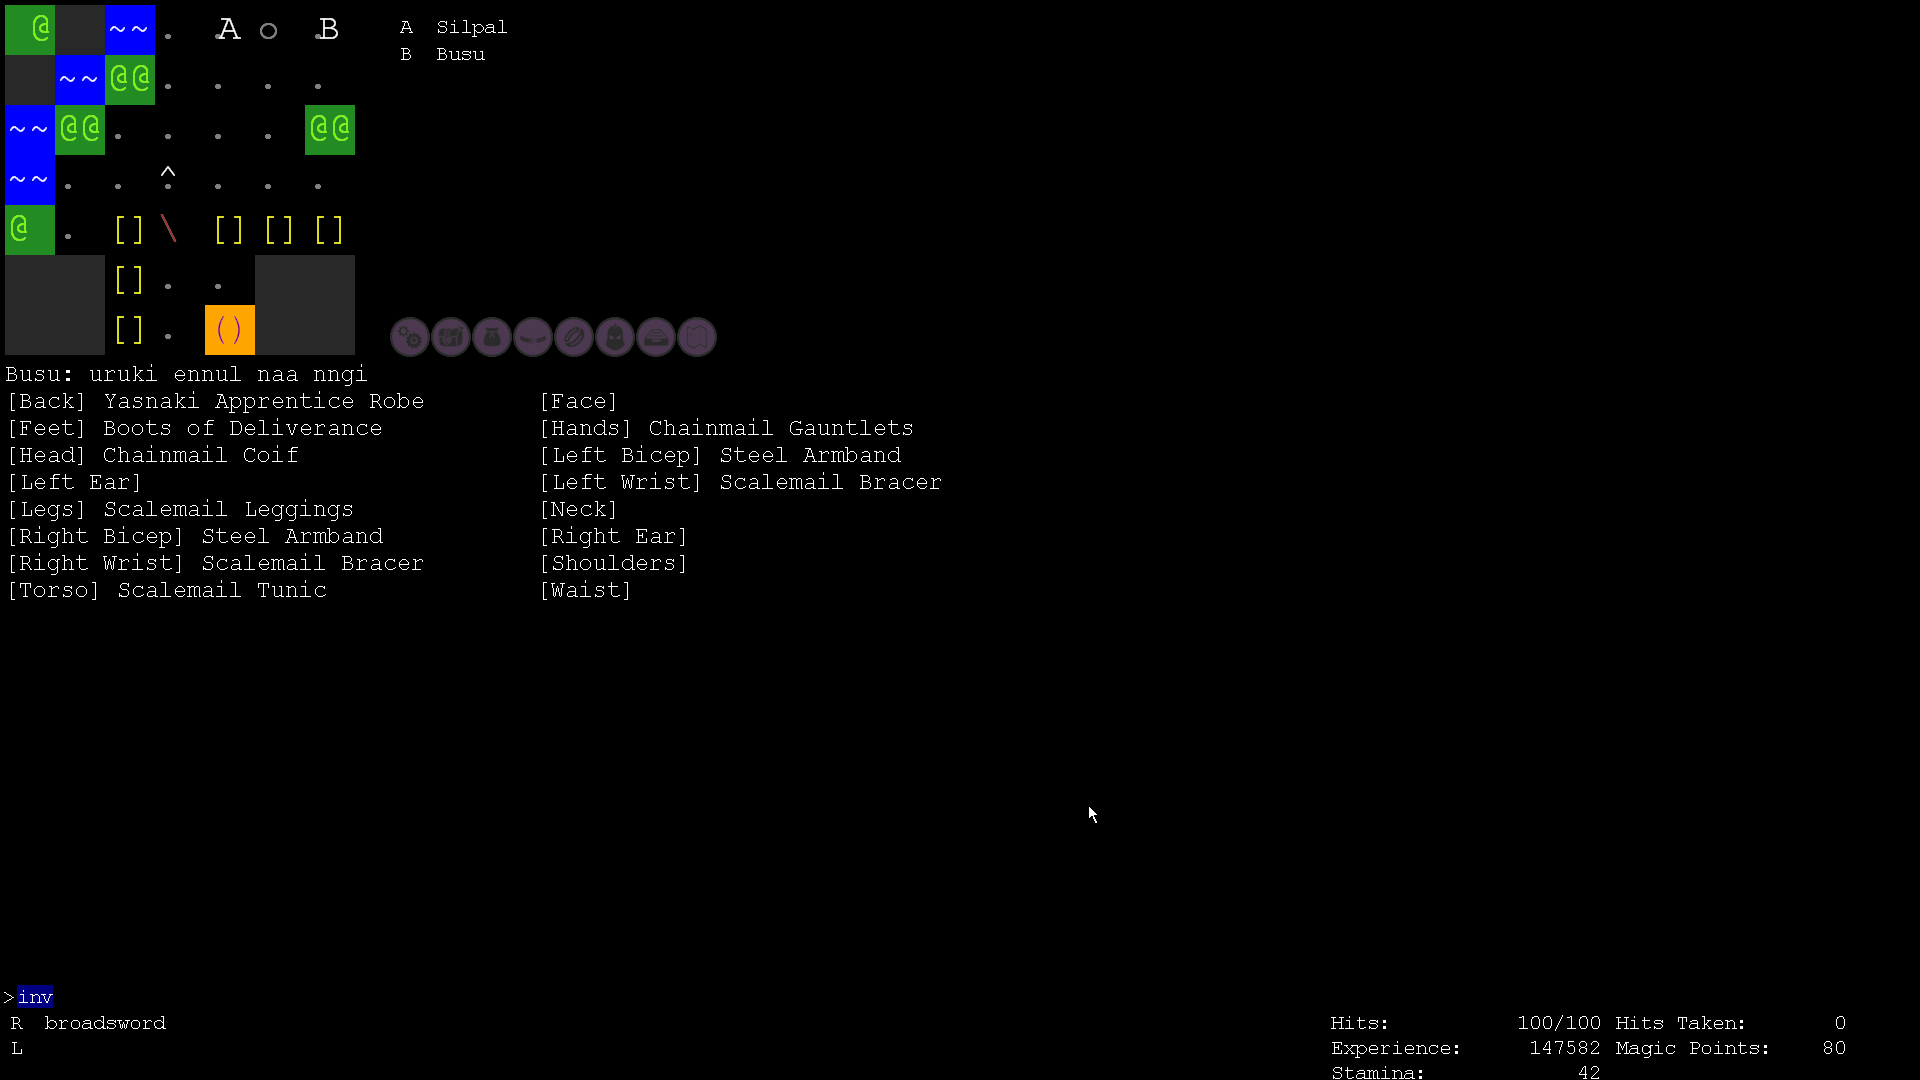 @ ~~ . A O B A Silpal
B Busu
~~ @@ . . . .
~~ @@ . . . . @@
~~ . . ^ . . .
@ . [] \ [] [] []
[] . .
[] . ()
Busu: uruki ennul naa nngi
[Back] Yasnaki Apprentice Robe [Face]
[Feet] Boots of Deliverance [Hands] Chainmail Gauntlets
[Head] Chainmail Coif [Left Bicep] Steel Armband
[Left Ear] [Left Wrist] Scalemail Bracer
[Legs] Scalemail Leggings [Neck]
[Right Bicep] Steel Armband [Right Ear]
[Right Wrist] Scalemail Bracer [Shoulders]
[Torso] Scalemail Tunic [Waist]
>inv
R broadsword Hits: 100/100 Hits Taken: 0
L Experience: 147582 Magic Points: 80
Stamina: 42